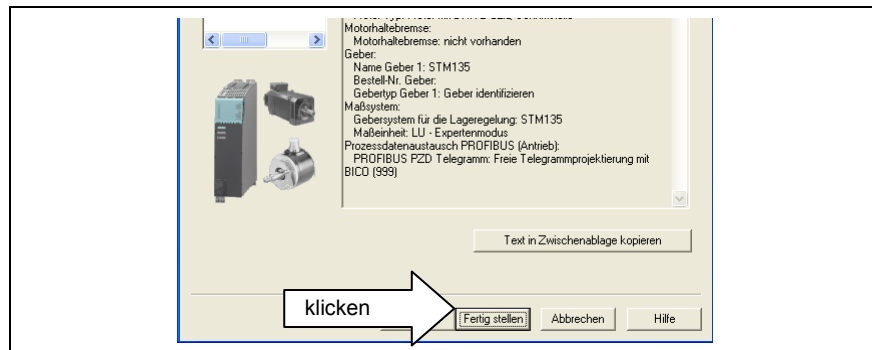 Motorhaltebremse:
Motorhaltebremse: nicht vorhanden
Geber:
Name Geber 1: STM135
Bestell-Nr. Geber:
Gebertyp Geber 1: Geber identifizieren
Maßsystem:
Gebersystem für die Lageregelung: STM135
Maßeinheit: LU - Expertenmodus
Prozessdatenaustausch PROFIBUS (Antrieb):
PROFIBUS PZD Telegramm: Freie Telegrammprojektierung mit
BICO (999)
Text in Zwischenablage kopieren
klicken
Fertig stellen
Abbrechen
Hilfe